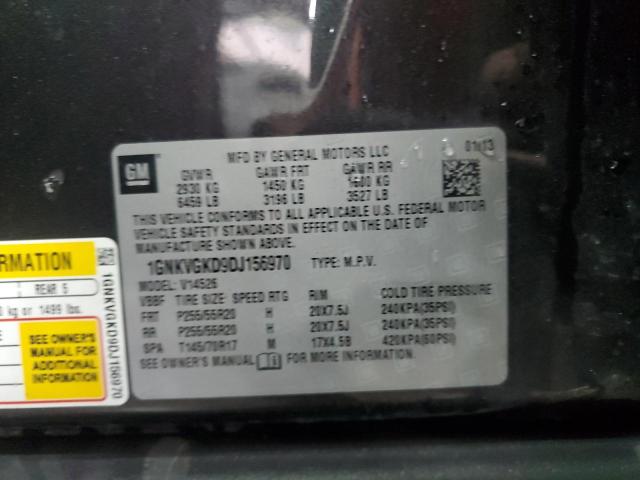 GM
MFD BY GENERAL MOTORS LLC 01/13
GVWR GAWR FRT GAWR RR
2930 KG 1450 KG 1600 KG
6459 LB 3196 LB 3527 LB
THIS VEHICLE CONFORMS TO ALL APPLICABLE U.S. FEDERAL MOTOR
VEHICLE SAFETY STANDARDS IN EFFECT ON THE DATE OF
MANUFACTURE SHOWN ABOVE.
1GNKVGKD9DJ156970 TYPE: M.P.V.
MODEL: V14526
VBBF TIRE SIZE SPEED RTG RIM COLD TIRE PRESSURE
FRT P255/55R20 H 20X7.5J 240KPA(35PSI)
RR P255/55R20 H 20X7.5J 240KPA(35PSI)
SPA T145/70R17 M 17X4.5B 420KPA(60PSI)
SEE OWNER'S MANUAL FOR MORE INFORMATION
RMATION
REAR 5
kg or 1499 lbs.
SEE OWNER'S
MANUAL FOR
ADDITIONAL
INFORMATION
1GNKVGKD9DJ156970